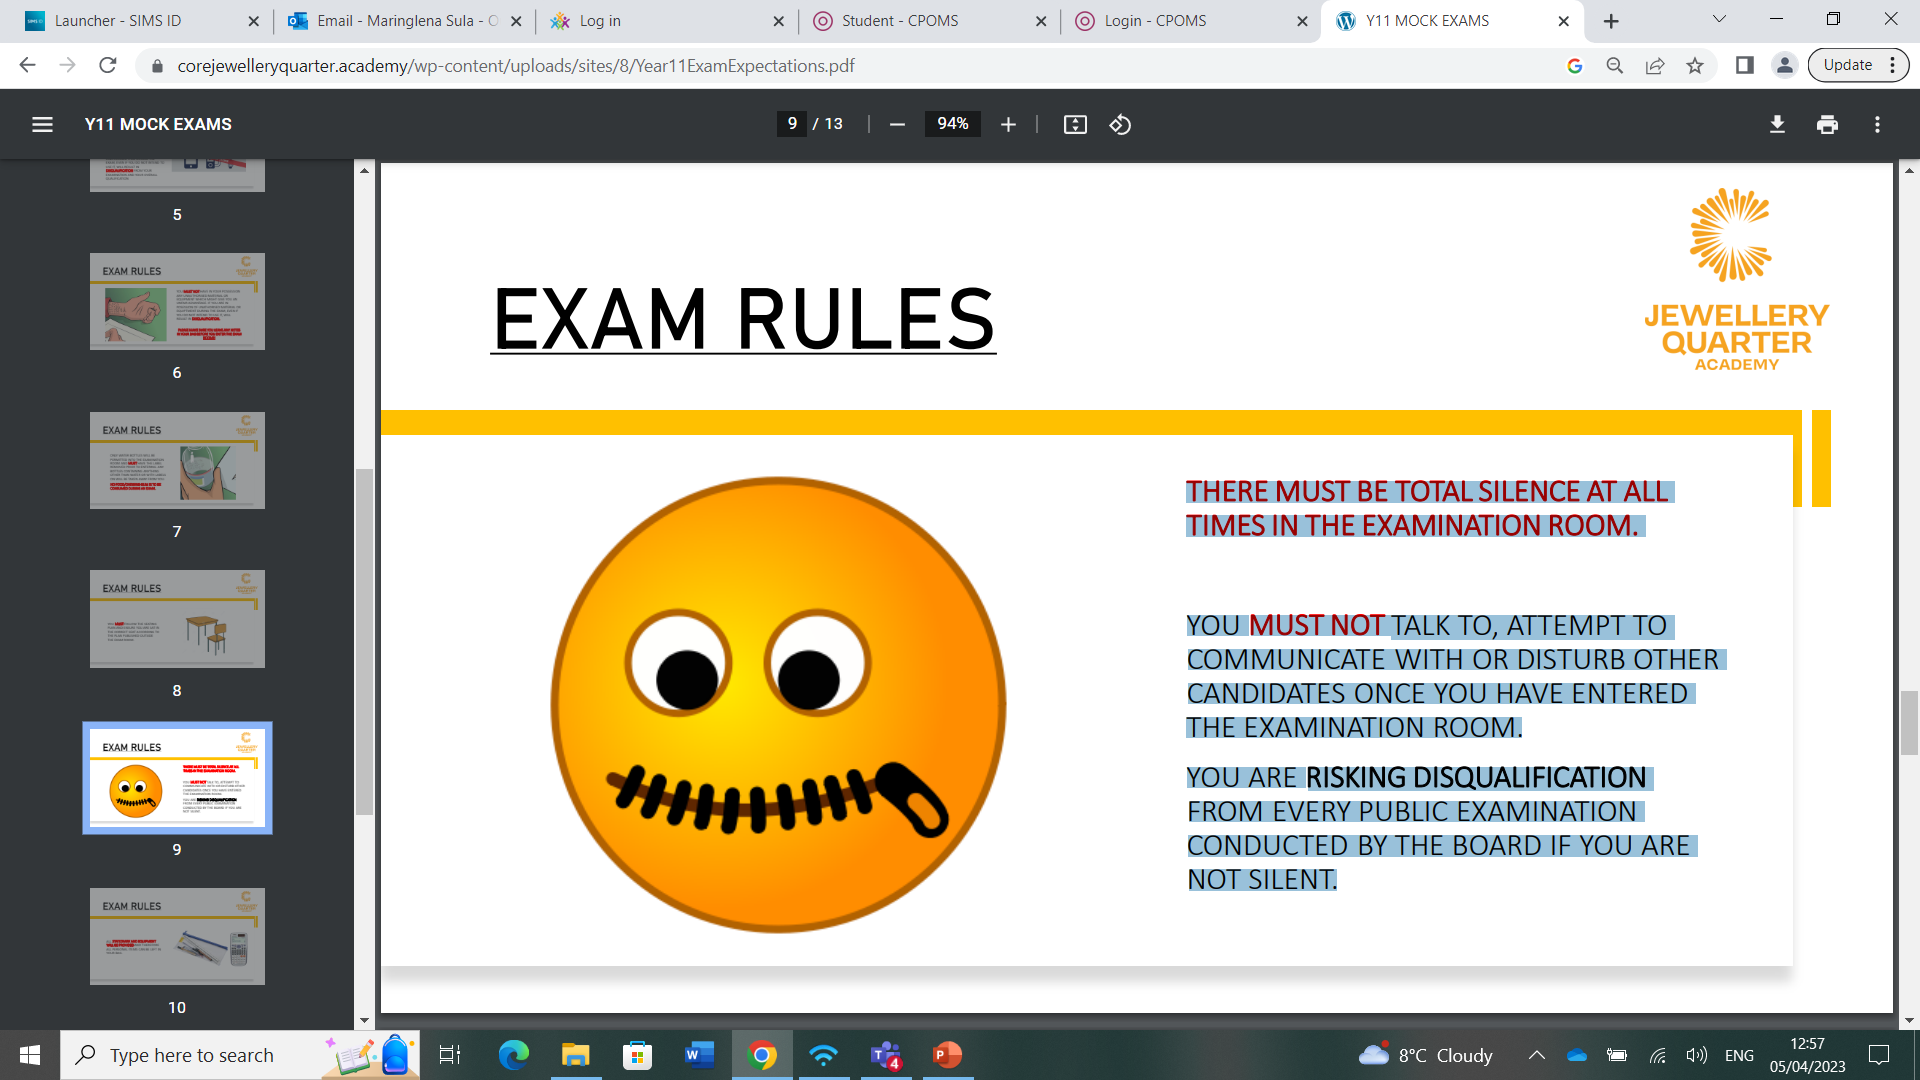 Launcher - SIMS ID
Email - Maringlena Sula - O
Log in
Student - CPOMS
Login - CPOMS
Y11 MOCK EXAMS
corejewelleryquarter.academy/wp-content/uploads/sites/8/Year11ExamExpectations.pdf
Update
Y11 MOCK EXAMS
9 / 13
94%
5
EXAM RULES
6
EXAM RULES
7
EXAM RULES
8
EXAM RULES
9
EXAM RULES
10
EXAM RULES
JEWELLERY
QUARTER
ACADEMY
THERE MUST BE TOTAL SILENCE AT ALL
TIMES IN THE EXAMINATION ROOM.
YOU MUST NOT TALK TO, ATTEMPT TO
COMMUNICATE WITH OR DISTURB OTHER
CANDIDATES ONCE YOU HAVE ENTERED
THE EXAMINATION ROOM.
YOU ARE RISKING DISQUALIFICATION
FROM EVERY PUBLIC EXAMINATION
CONDUCTED BY THE BOARD IF YOU ARE
NOT SILENT.
Type here to search
4
8°C Cloudy
ENG
12:57
05/04/2023